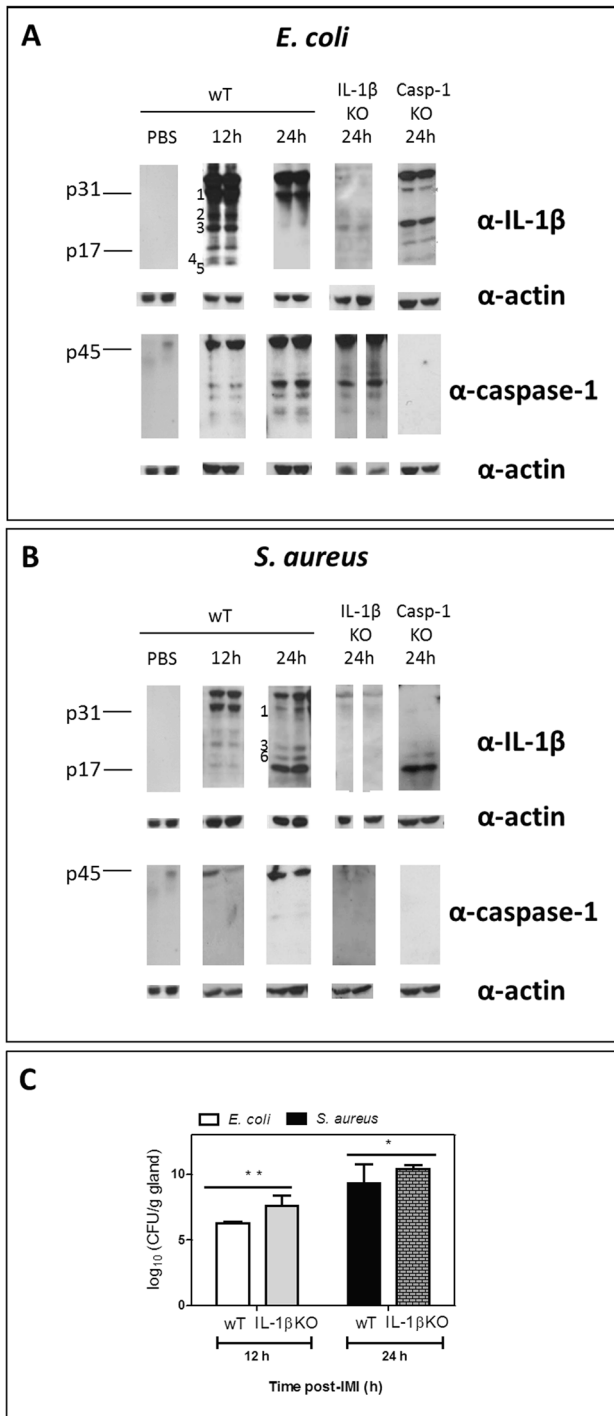 A
E. coli
wT
IL-1β
KO
Casp-1
KO
PBS
12h
24h
24h
24h
p31
1
2
3
p17
4
5
α-IL-1β
α-actin
p45
α-caspase-1
α-actin
B
S. aureus
wT
IL-1β
KO
Casp-1
KO
PBS
12h
24h
24h
24h
p31
1
3
6
p17
α-IL-1β
α-actin
p45
α-caspase-1
α-actin
C
E. coli S. aureus
log10 (CFU/g gland)
10
5
0
* *
*
wT IL-1βKO wT IL-1βKO
12 h 24 h
Time post-IMI (h)